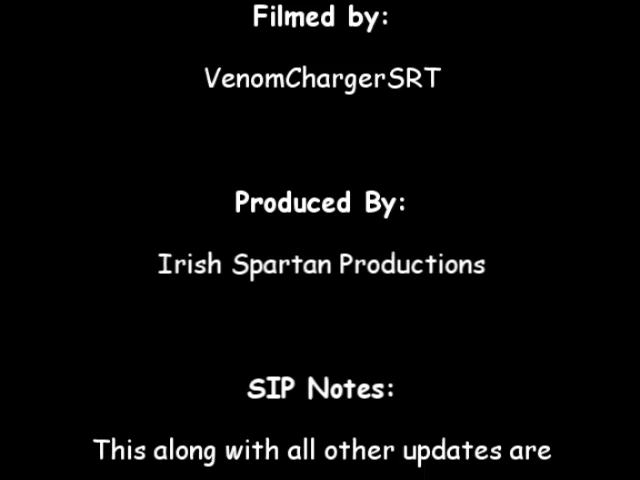 Filmed by:
VenomChargerSRT
Produced By:
Irish Spartan Productions
SIP Notes:
This along with all other updates are